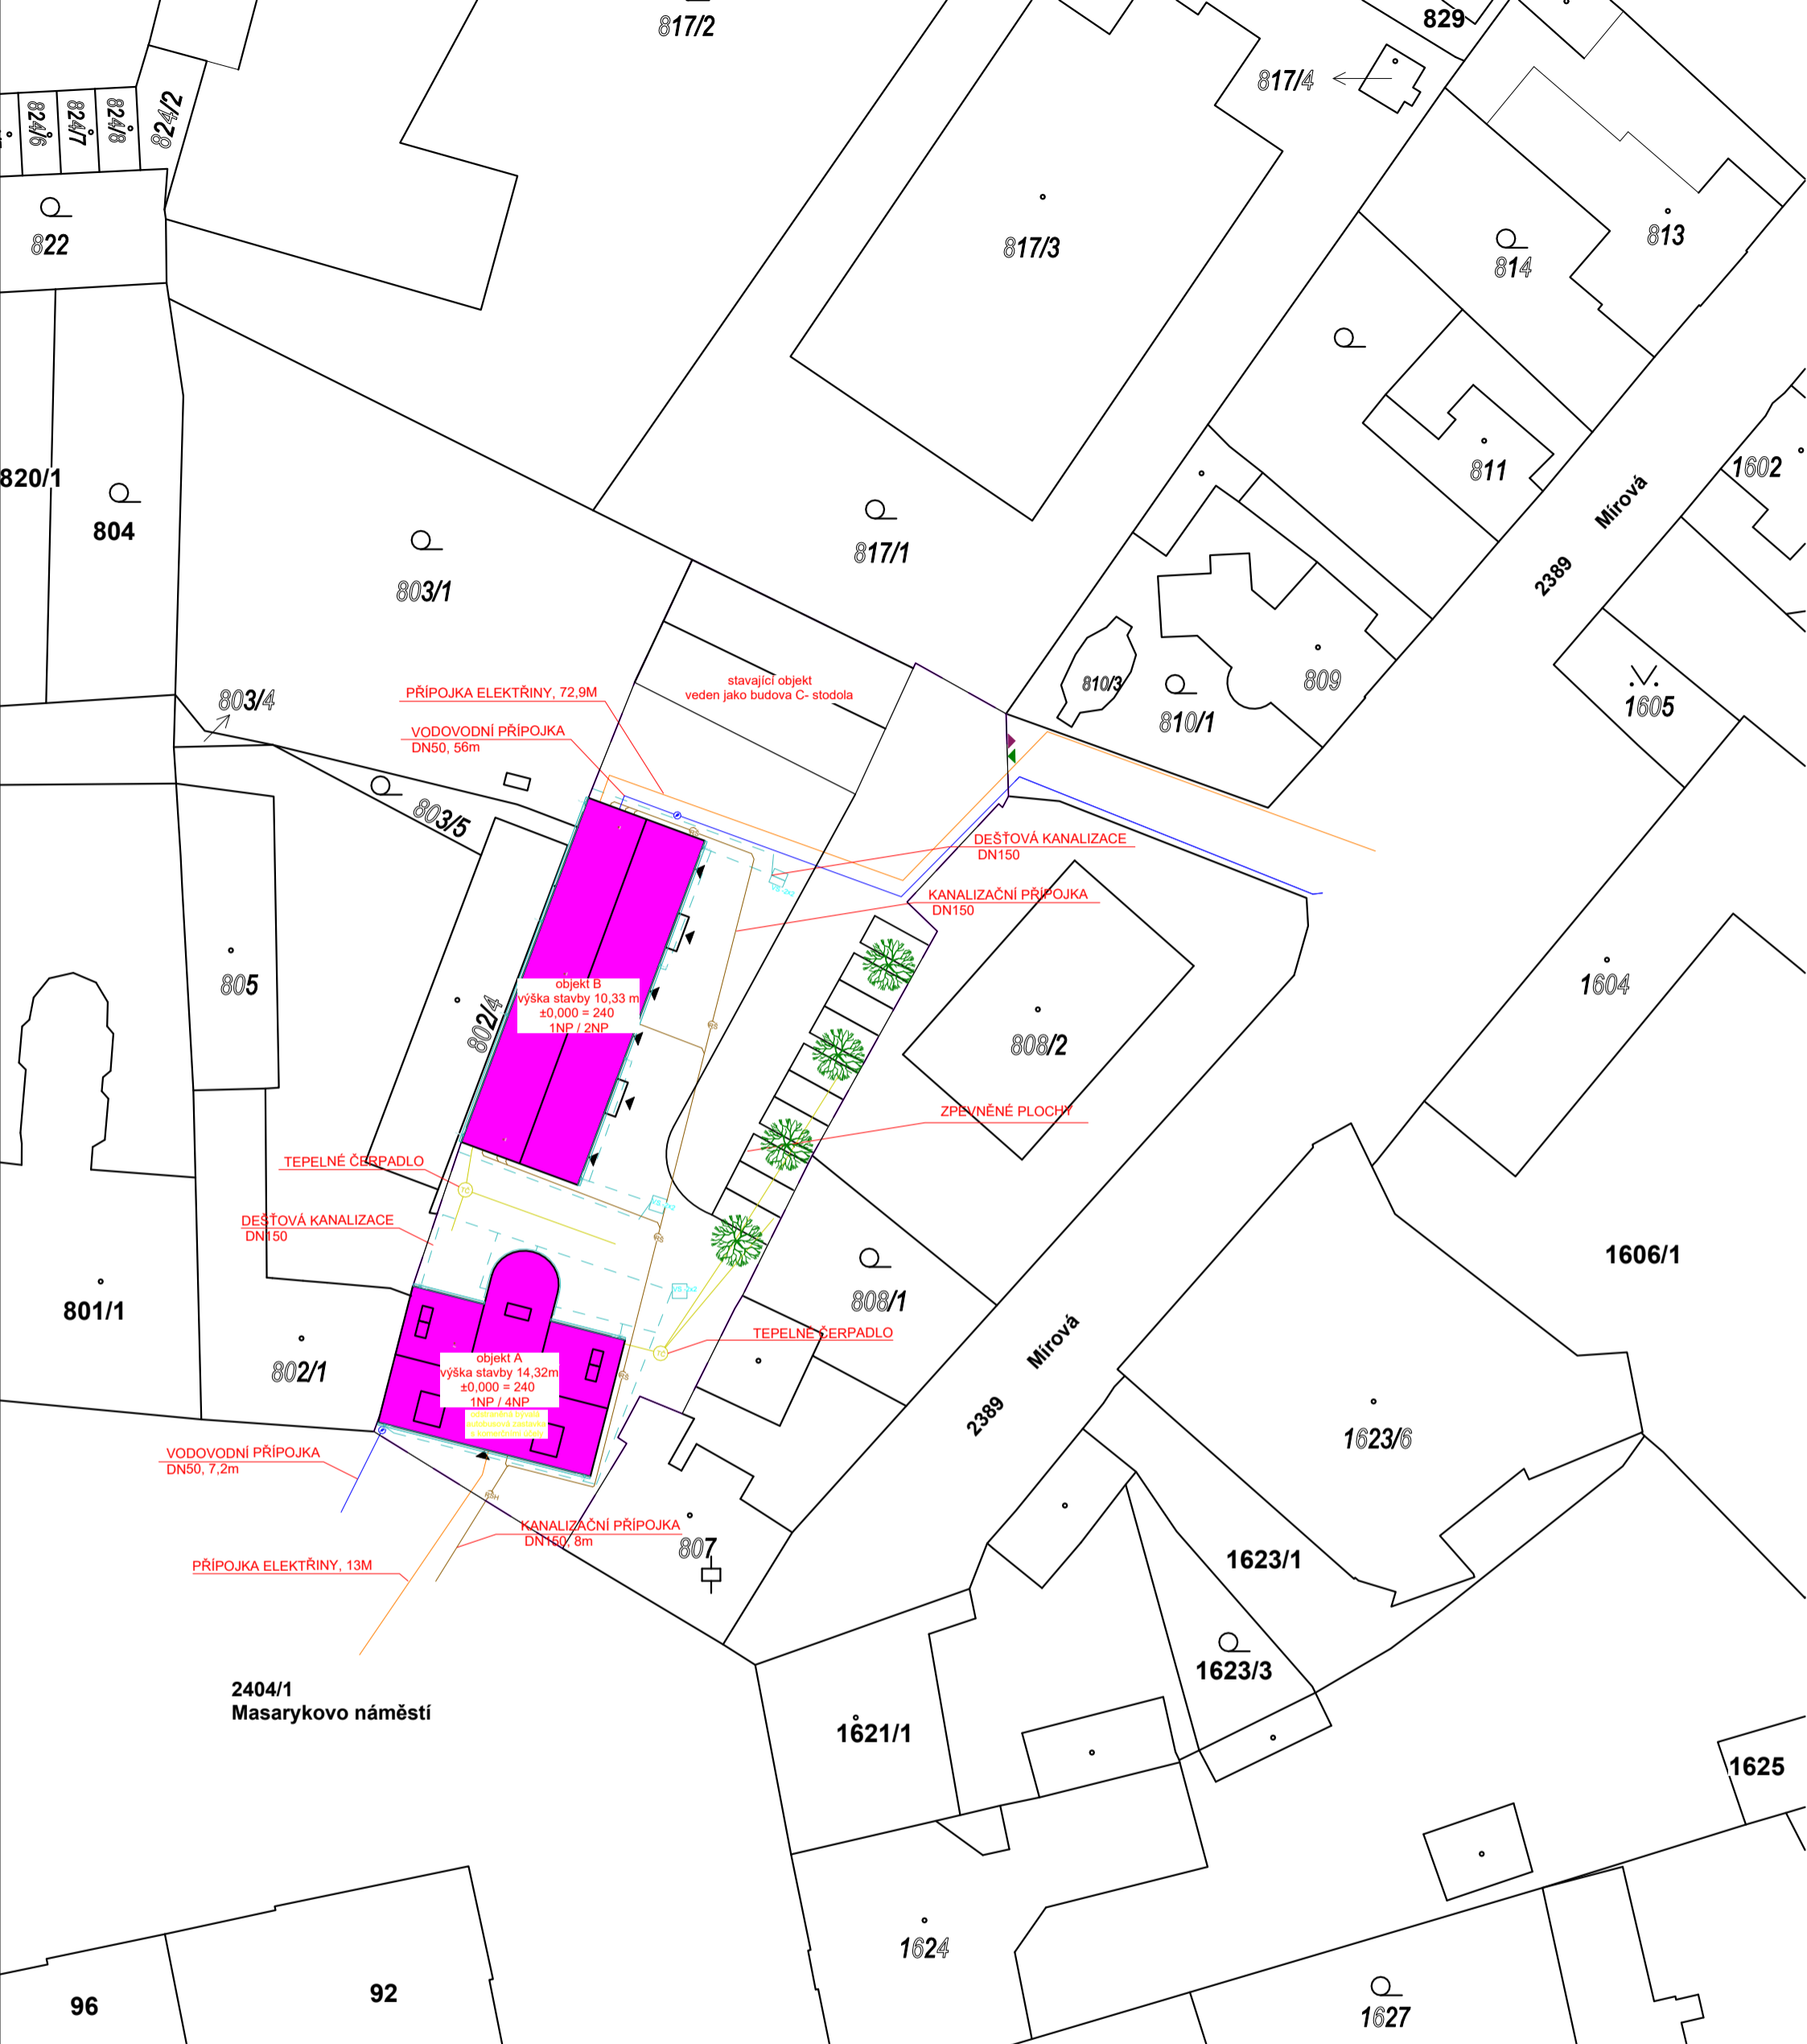 829
817/2
817/4
824/6
824/7
824/8
824/2
822
817/3
813
814
811
1602
820/1
804
Mírová
817/1
2389
803/1
810/3
809
803/4
stavající objekt
veden jako budova C- stodola
PŘÍPOJKA ELEKTŘINY, 72,9M
810/1
1605
VODOVODNÍ PŘÍPOJKA
DN50, 56m
803/5
DEŠŤOVÁ KANALIZACE
DN150
KANALIZAČNÍ PŘÍPOJKA
DN150
805
objekt B
výška stavby 10,33 m
±0,000 = 240
1NP / 2NP
802/4
1604
808/2
ZPEVNĚNÉ PLOCHY
TEPELNÉ ČERPADLO
TČ
DEŠŤOVÁ KANALIZACE
DN150
1606/1
801/1
808/1
TEPELNÉ ČERPADLO
TČ
Mírová
802/1
objekt A
výška stavby 14,32m
±0,000 = 240
1NP / 4NP
2389
1623/6
VODOVODNÍ PŘÍPOJKA
DN50, 7,2m
KANALIZAČNÍ PŘÍPOJKA
DN150, 8m
807
PŘÍPOJKA ELEKTŘINY, 13M
1623/1
1623/3
2404/1
Masarykovo náměstí
1621/1
1625
1624
96
92
1627